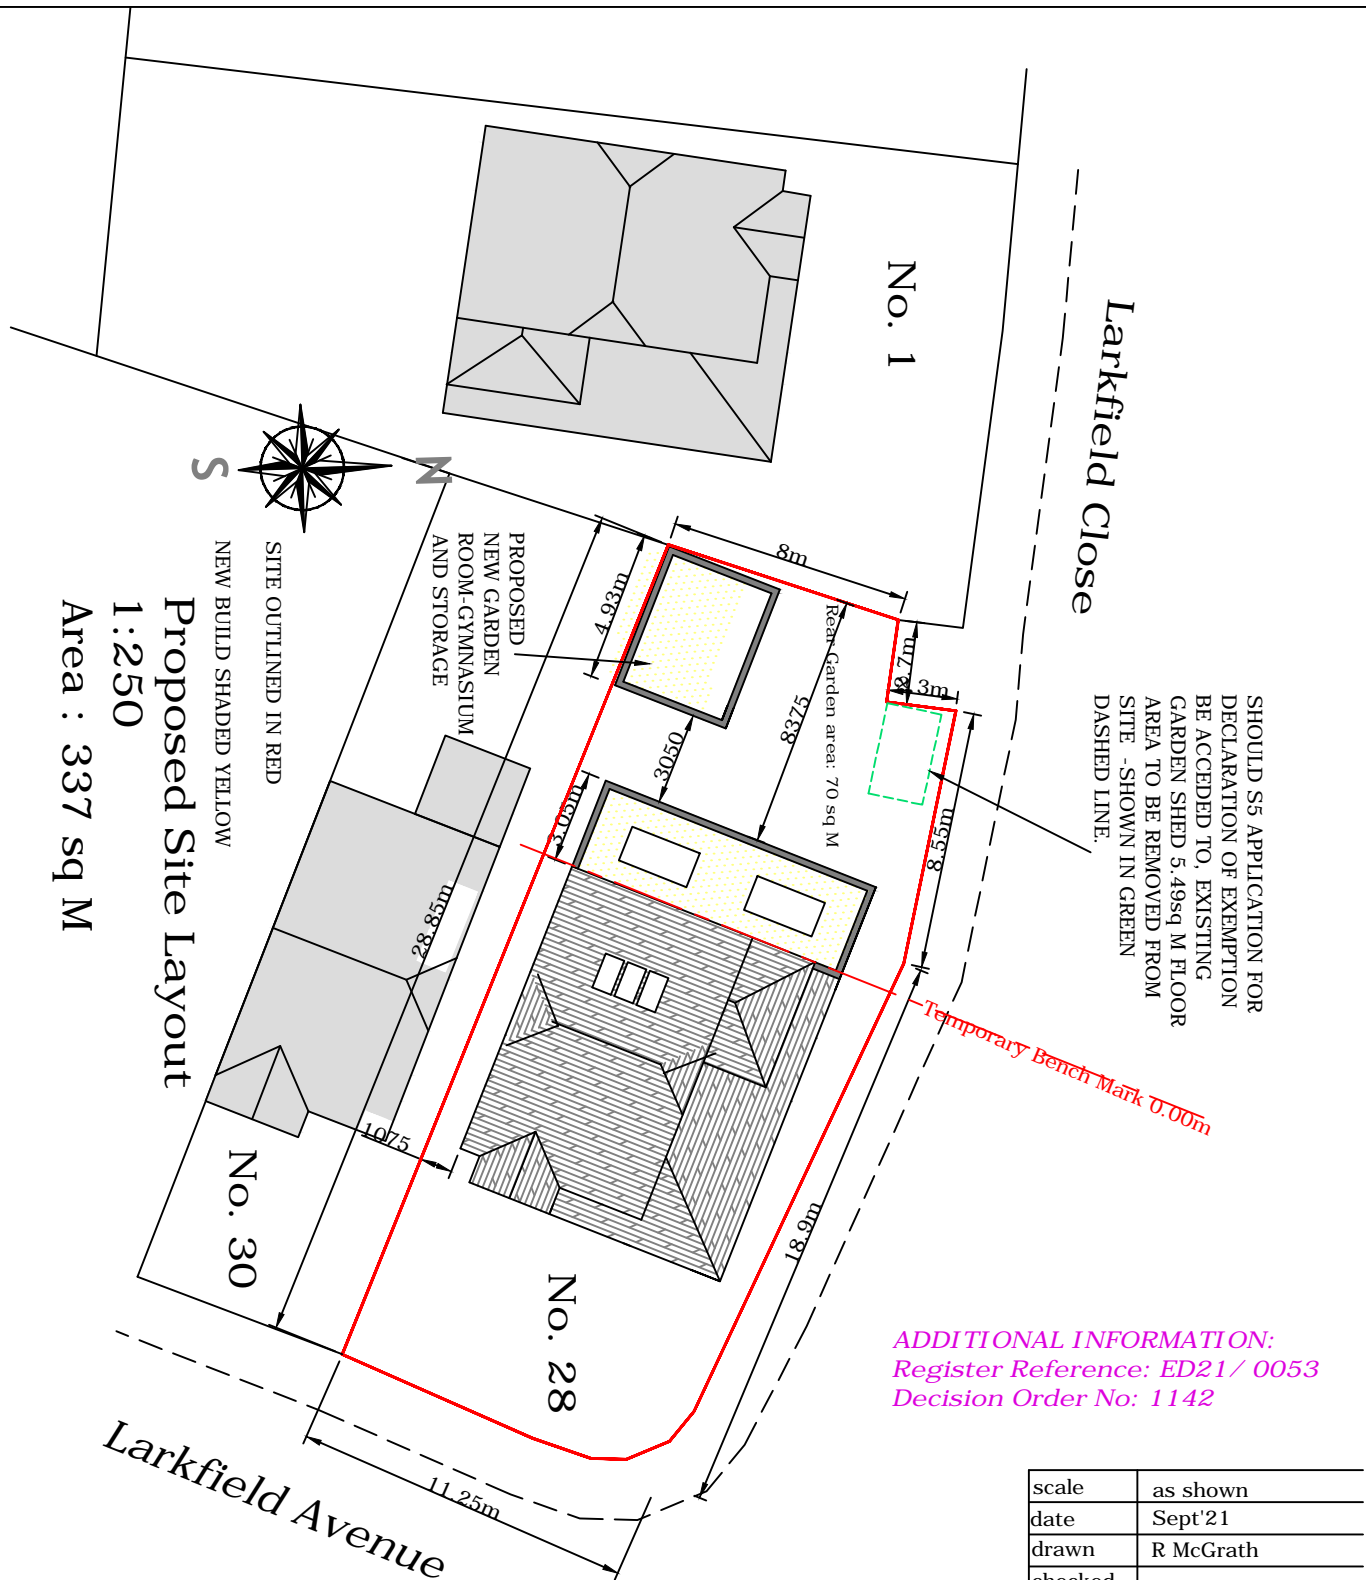 No. 1
Larkfield Close
SHOULD S5 APPLICATION FOR
DECLARATION OF EXEMPTION
BE ACCEDED TO, EXISTING
GARDEN SHED 5.49sq M FLOOR
AREA TO BE REMOVED FROM
SITE -SHOWN IN GREEN
DASHED LINE.
N
S
PROPOSED
NEW GARDEN
ROOM-GYMNASIUM
AND STORAGE
SITE OUTLINED IN RED
NEW BUILD SHADED YELLOW
Proposed Site Layout
1:250
Area : 337 sq M
8m
4.93m
2.7m
2.3m
Rear Garden area: 70 sq M
8375
3050
3.05m
8.55m
28.85m
Temporary Bench Mark 0.00m
1075
18.9m
No. 30
No. 28
11.25m
Larkfield Avenue
ADDITIONAL INFORMATION:
Register Reference: ED21/ 0053
Decision Order No: 1142
scale as shown
date Sept'21
drawn R McGrath
checked